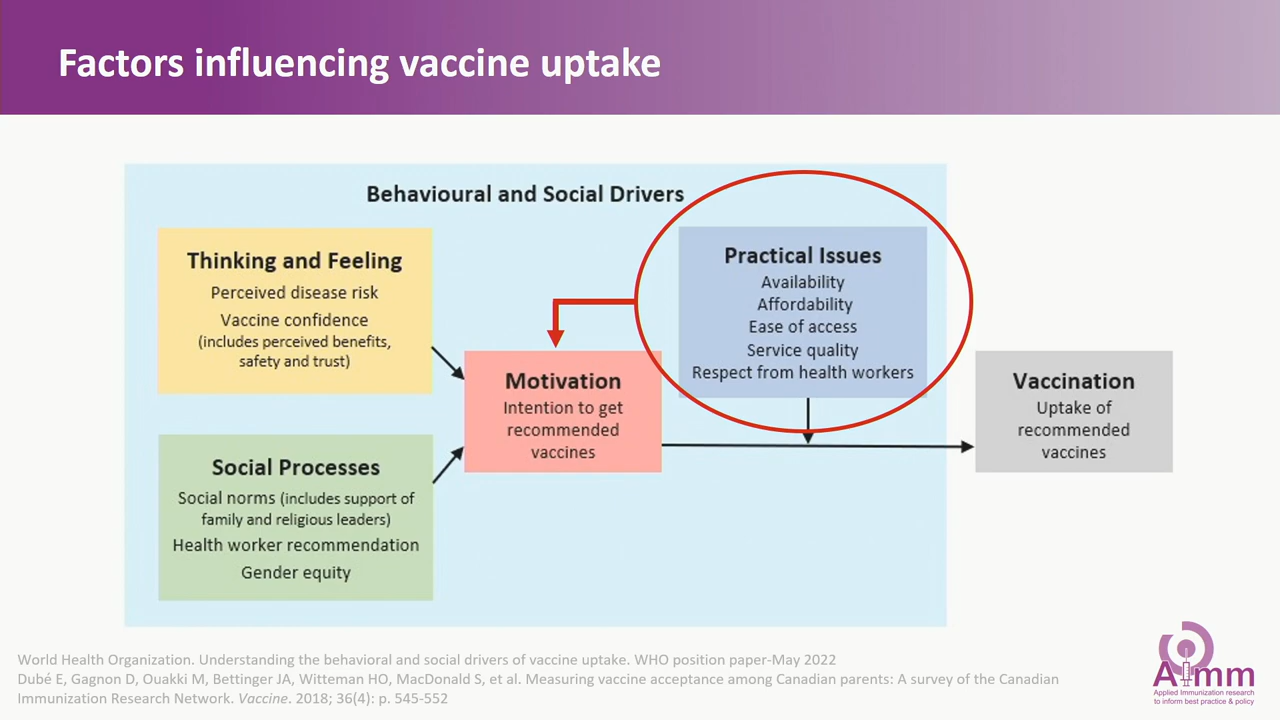 Factors influencing vaccine uptake
Behavioural and Social Drivers
Thinking and Feeling
Perceived disease risk
Vaccine confidence
(includes perceived benefits,
safety and trust)
Social Processes
Social norms (includes support of
family and religious leaders)
Health worker recommendation
Gender equity
Motivation
Intention to get
recommended
vaccines
Practical Issues
Availability
Affordability
Ease of access
Service quality
Respect from health workers
Vaccination
Uptake of
recommended
vaccines
World Health Organization. Understanding the behavioral and social drivers of vaccine uptake. WHO position paper-May 2022
Dubé E, Gagnon D, Ouakki M, Bettinger JA, Witteman HO, MacDonald S, et al. Measuring vaccine acceptance among Canadian parents: A survey of the Canadian
Immunization Research Network. Vaccine. 2018; 36(4): p. 545-552
AImm
Applied Immunization research
to inform best practice & policy